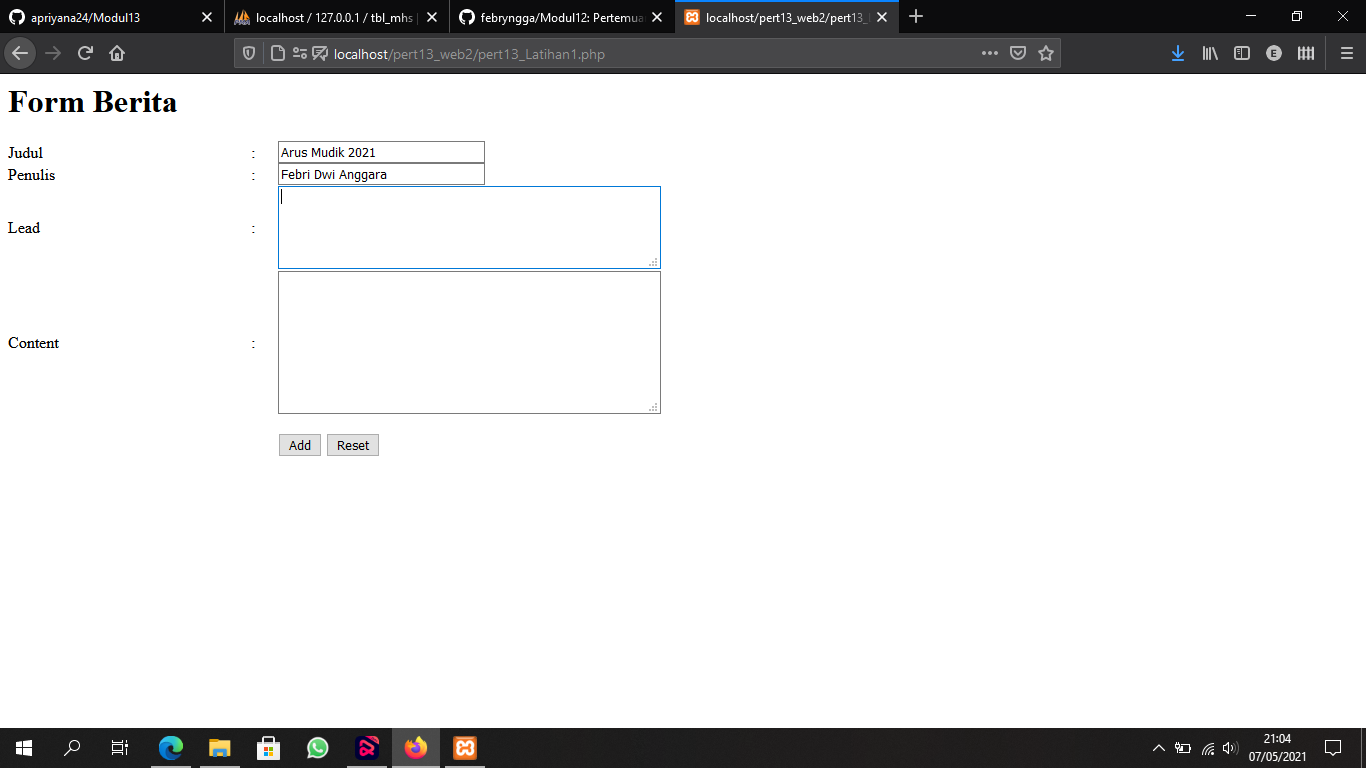 apriyana24/Modul13
localhost / 127.0.0.1 / tbl_mhs |
febryngga/Modul12: Pertemua
localhost/pert13_web2/pert13_
localhost/pert13_web2/pert13_Latihan1.php
E
Form Berita
Judul : Arus Mudik 2021
Penulis : Febri Dwi Anggara
Lead :
Content :
Add Reset
21:04
07/05/2021